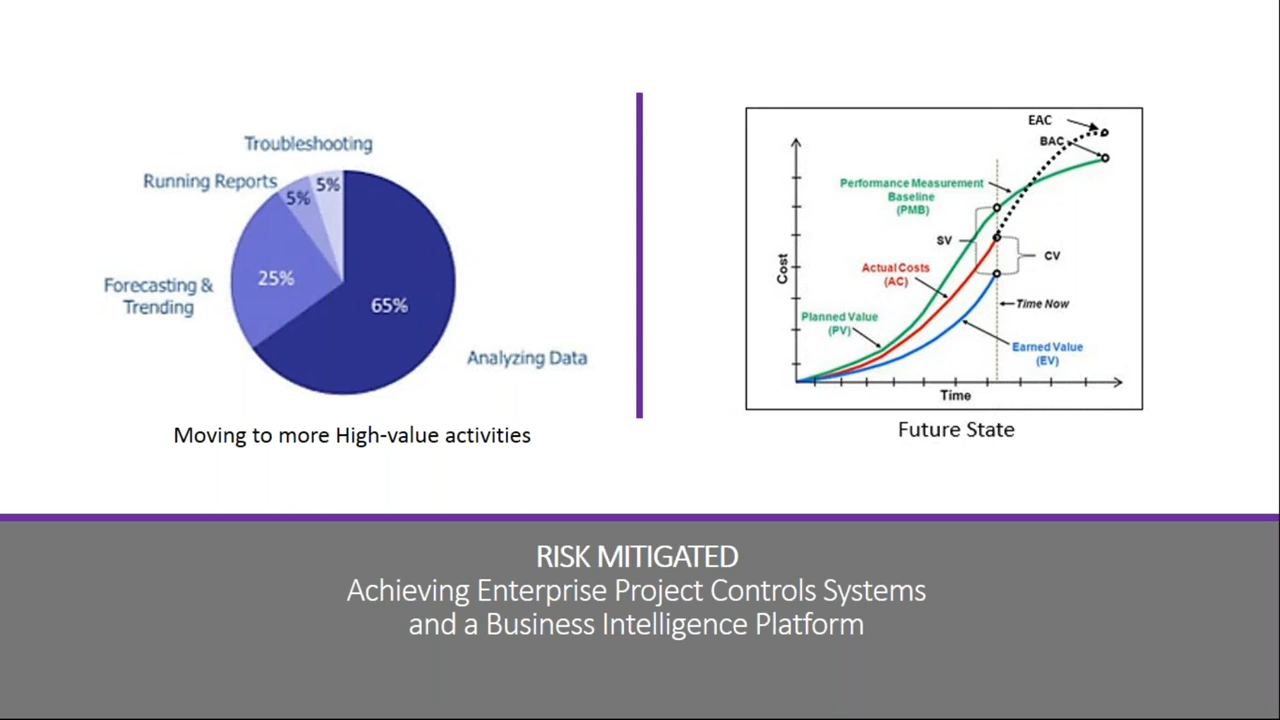 Troubleshooting
Running Reports
5%
5%
Forecasting &
Trending
25%
65%
Analyzing Data
Moving to more High-value activities
EAC
BAC
Performance Measurement
Baseline
(PMB)
SV
CV
Cost
Actual Costs
(AC)
Time Now
Planned Value
(PV)
Earned Value
(EV)
Time
Future State
RISK MITIGATED
Achieving Enterprise Project Controls Systems
and a Business Intelligence Platform